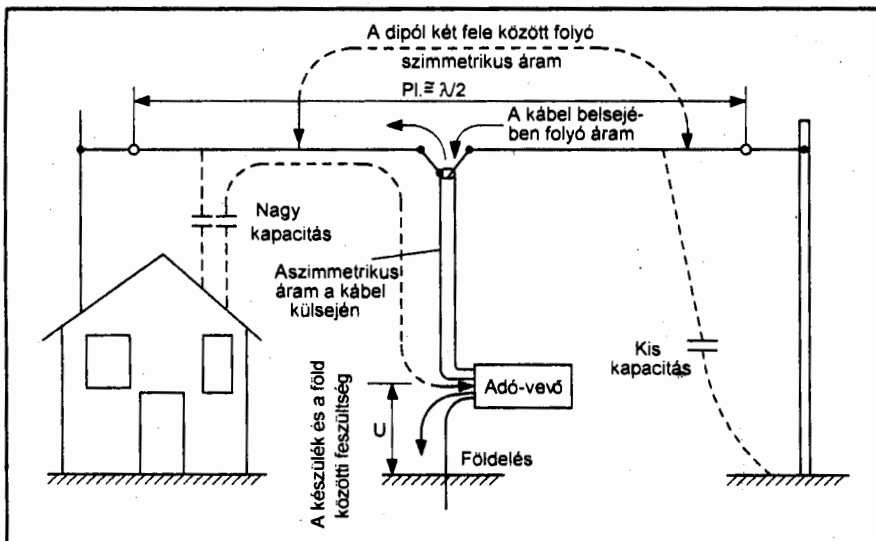 A dipól két fele között folyó
szimmetrikus áram
Pl.≅ λ/2
A kábel belsejé-
ben folyó áram
Nagy
kapacitás
Aszimmetrikus
áram a kábel
külsején
Kis
kapacitás
Adó-vevő
A készülék és a föld
közötti feszültség
U
Földelés